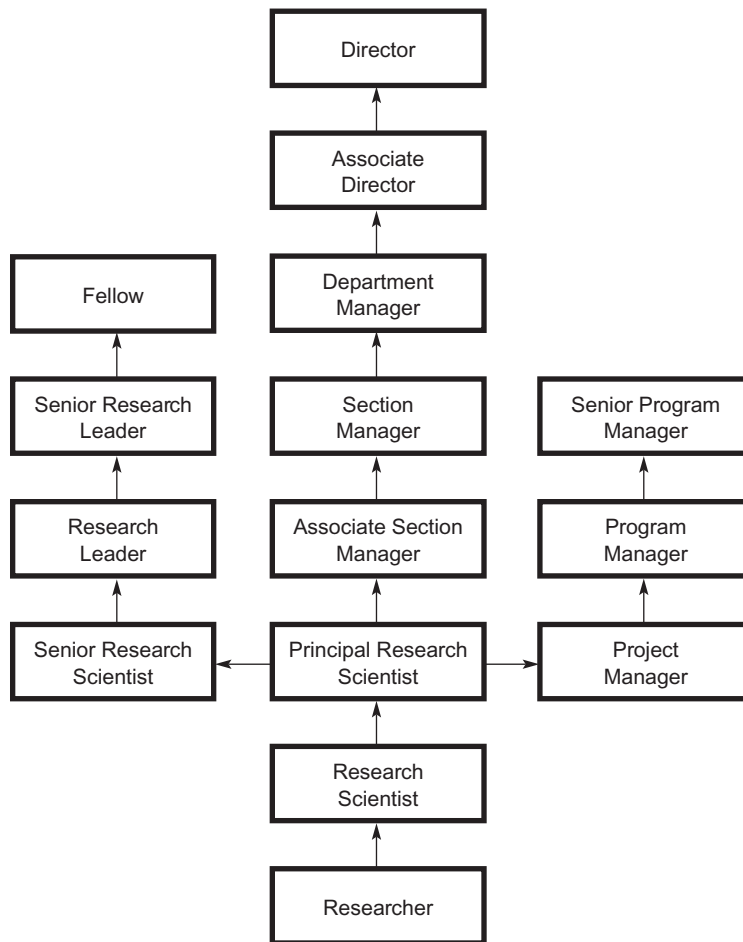 Director
Associate
Director
Department
Manager
Fellow
Senior Research
Leader
Section
Manager
Senior Program
Manager
Research
Leader
Associate Section
Manager
Program
Manager
Senior Research
Scientist
Principal Research
Scientist
Project
Manager
Research
Scientist
Researcher